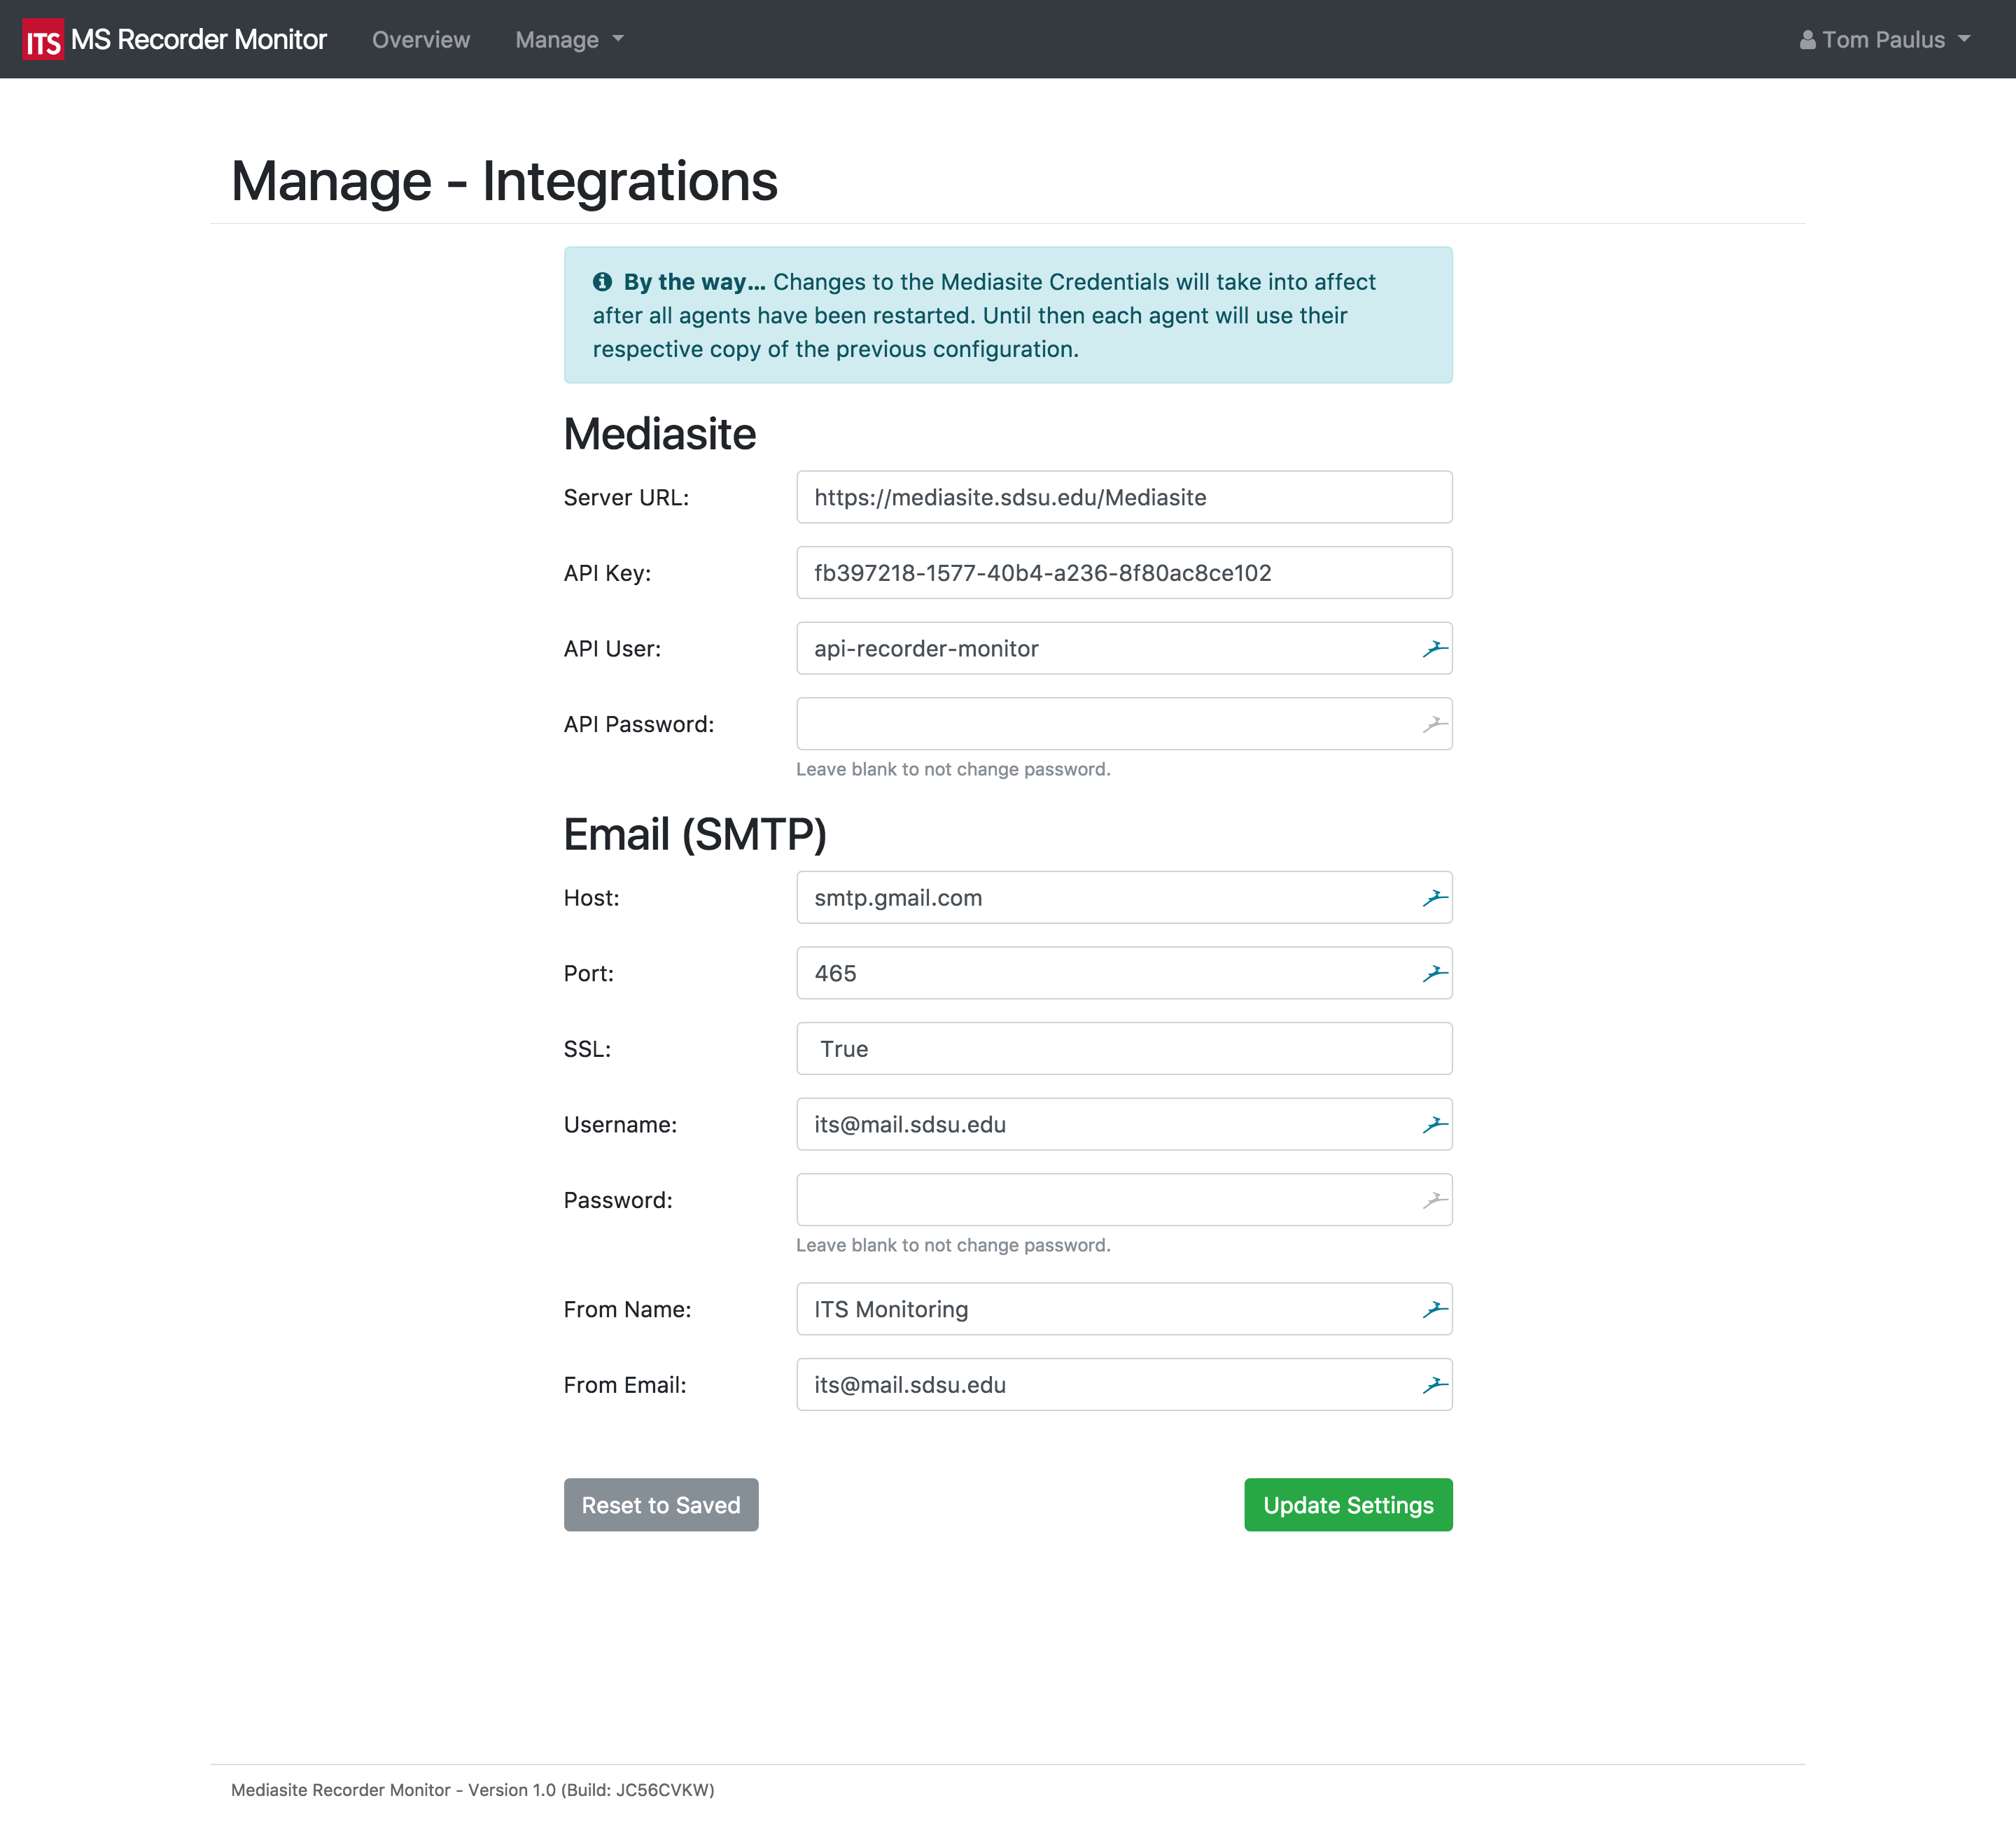 ITS MS Recorder Monitor Overview Manage Tom Paulus
Manage - Integrations
By the way... Changes to the Mediasite Credentials will take into affect
after all agents have been restarted. Until then each agent will use their
respective copy of the previous configuration.
Mediasite
Server URL: https://mediasite.sdsu.edu/Mediasite
API Key: fb397218-1577-40b4-a236-8f80ac8ce102
API User: api-recorder-monitor
API Password:
Leave blank to not change password.
Email (SMTP)
Host: smtp.gmail.com
Port: 465
SSL: True
Username: its@mail.sdsu.edu
Password:
Leave blank to not change password.
From Name: ITS Monitoring
From Email: its@mail.sdsu.edu
Reset to Saved Update Settings
Mediasite Recorder Monitor - Version 1.0 (Build: JC56CVKW)